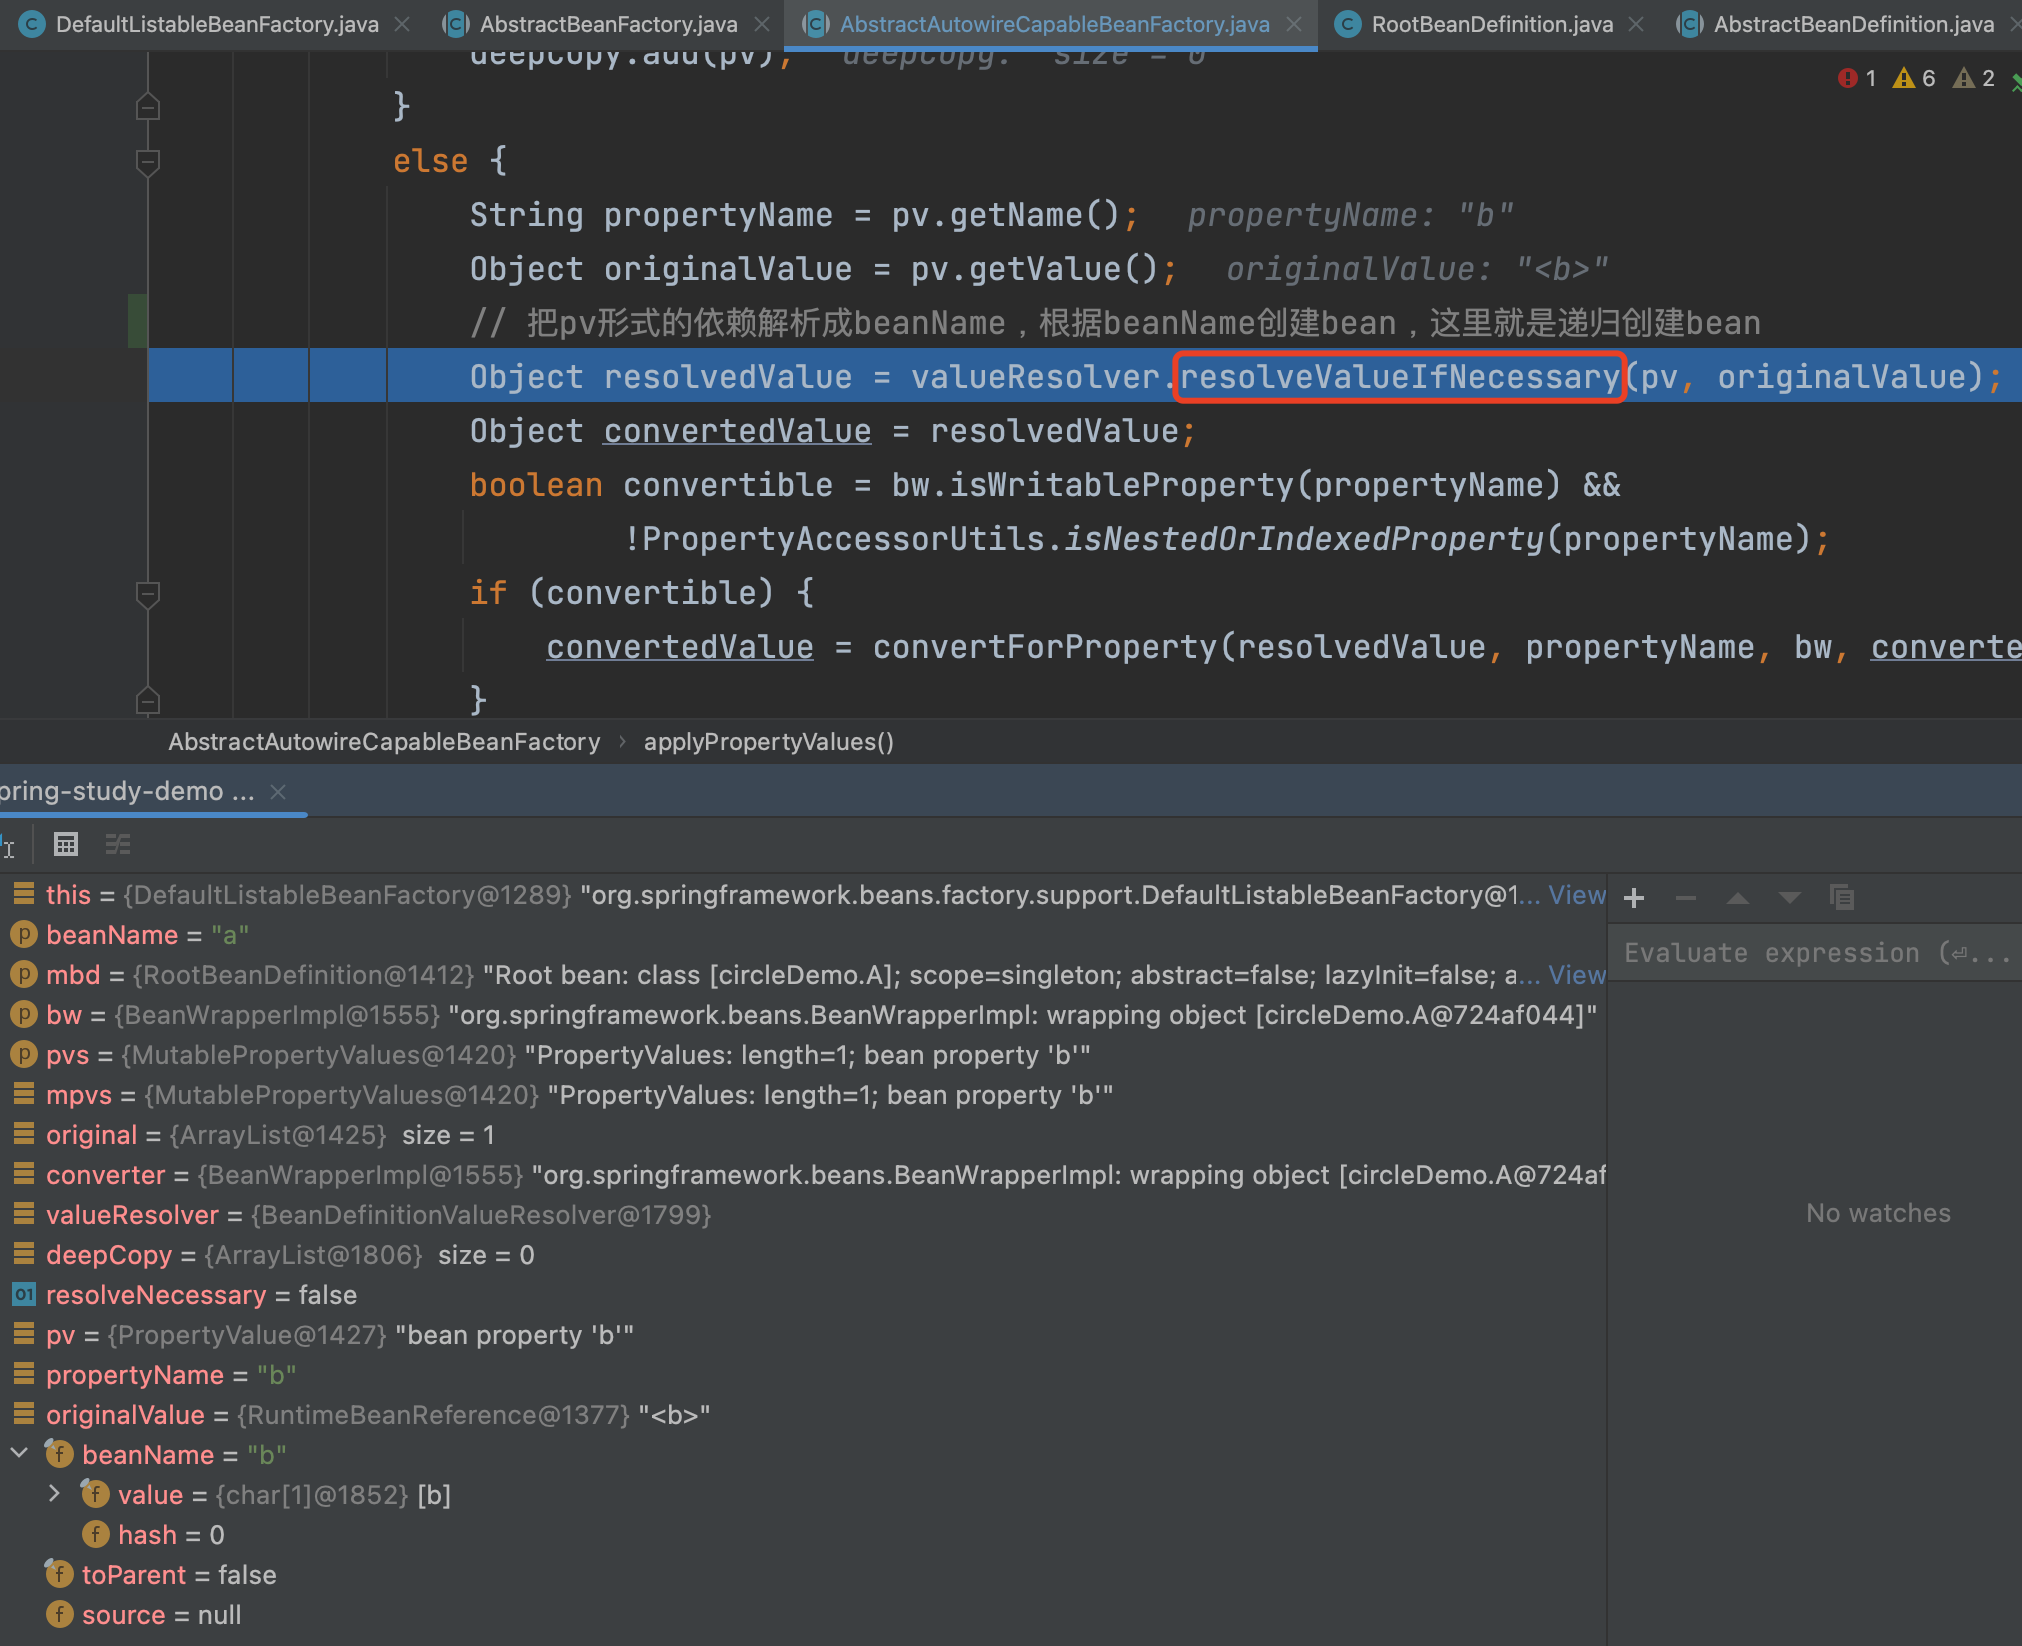 DefaultListableBeanFactory.java AbstractBeanFactory.java AbstractAutowireCapableBeanFactory.java RootBeanDefinition.java AbstractBeanDefinition.java
deepCopy.add(pv); deepCopy: size = 0
1 6 2
}
else {
String propertyName = pv.getName(); propertyName: "b"
Object originalValue = pv.getValue(); originalValue: "<b>"
// 把pv形式的依赖解析成beanName，根据beanName创建bean，这里就是递归创建bean
Object resolvedValue = valueResolver.resolveValueIfNecessary(pv, originalValue);
Object convertedValue = resolvedValue;
boolean convertible = bw.isWritableProperty(propertyName) &&
!PropertyAccessorUtils.isNestedOrIndexedProperty(propertyName);
if (convertible) {
convertedValue = convertForProperty(resolvedValue, propertyName, bw, converte
}
AbstractAutowireCapableBeanFactory › applyPropertyValues()
pring-study-demo ...
this = {DefaultListableBeanFactory@1289} "org.springframework.beans.factory.support.DefaultListableBeanFactory@1... View
beanName = "a"
Evaluate expression (⏎...
mbd = {RootBeanDefinition@1412} "Root bean: class [circleDemo.A]; scope=singleton; abstract=false; lazyInit=false; a... View
bw = {BeanWrapperImpl@1555} "org.springframework.beans.BeanWrapperImpl: wrapping object [circleDemo.A@724af044]"
pvs = {MutablePropertyValues@1420} "PropertyValues: length=1; bean property 'b'"
mpvs = {MutablePropertyValues@1420} "PropertyValues: length=1; bean property 'b'"
original = {ArrayList@1425} size = 1
converter = {BeanWrapperImpl@1555} "org.springframework.beans.BeanWrapperImpl: wrapping object [circleDemo.A@724af
valueResolver = {BeanDefinitionValueResolver@1799}
No watches
deepCopy = {ArrayList@1806} size = 0
resolveNecessary = false
pv = {PropertyValue@1427} "bean property 'b'"
propertyName = "b"
originalValue = {RuntimeBeanReference@1377} "<b>"
beanName = "b"
value = {char[1]@1852} [b]
hash = 0
toParent = false
source = null